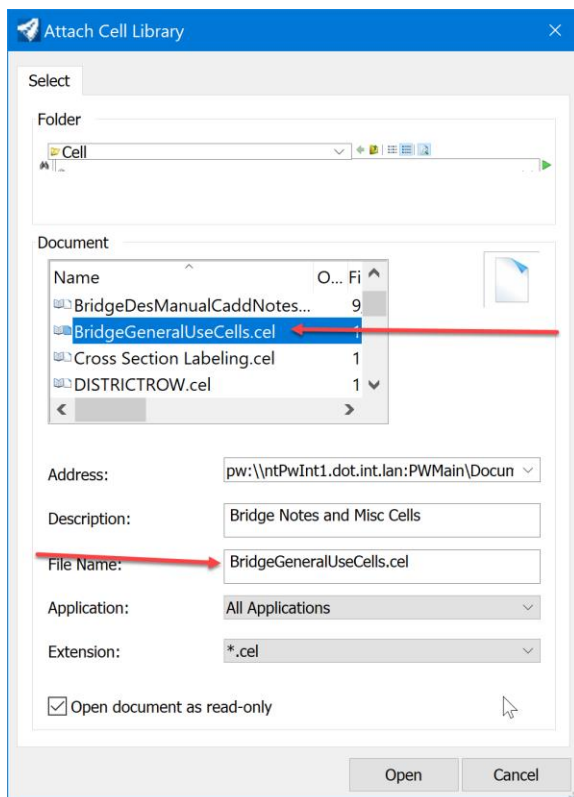 Attach Cell Library
Select
Folder
Cell
Document
Name O... Fi
BridgeDesManualCaddNotes... 9
BridgeGeneralUseCells.cel 1
Cross Section Labeling.cel 1
DISTRICTROW.cel 1
Address: pw:\\ntPwInt1.dot.int.lan:PWMain\Docun
Description: Bridge Notes and Misc Cells
File Name: BridgeGeneralUseCells.cel
Application: All Applications
Extension: *.cel
Open document as read-only
Open Cancel